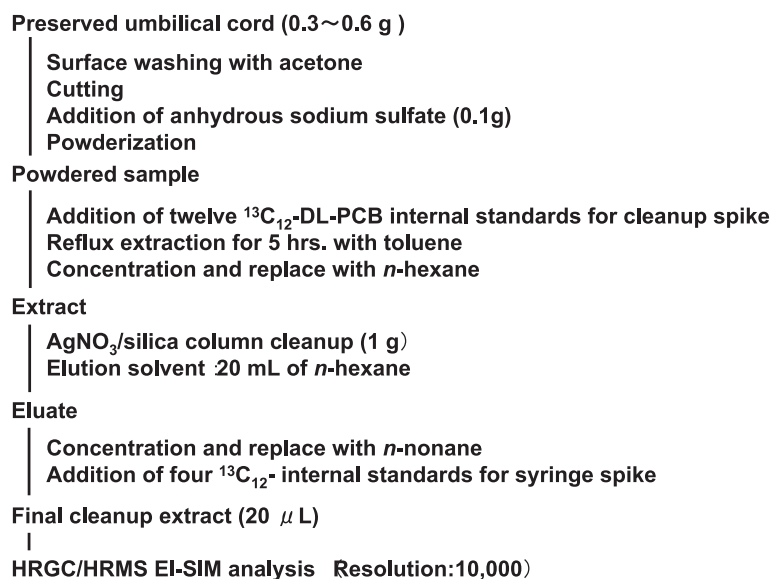 Preserved umbilical cord (0.3～0.6 g )
Surface washing with acetone
Cutting
Addition of anhydrous sodium sulfate (0.1g)
Powderization
Powdered sample
Addition of twelve ¹³C₁₂-DL-PCB internal standards for cleanup spike
Reflux extraction for 5 hrs. with toluene
Concentration and replace with n-hexane
Extract
AgNO₃/silica column cleanup (1 g）
Elution solvent :20 mL of n-hexane
Eluate
Concentration and replace with n-nonane
Addition of four ¹³C₁₂- internal standards for syringe spike
Final cleanup extract (20 μL)
HRGC/HRMS EI-SIM analysis （Resolution:10,000）